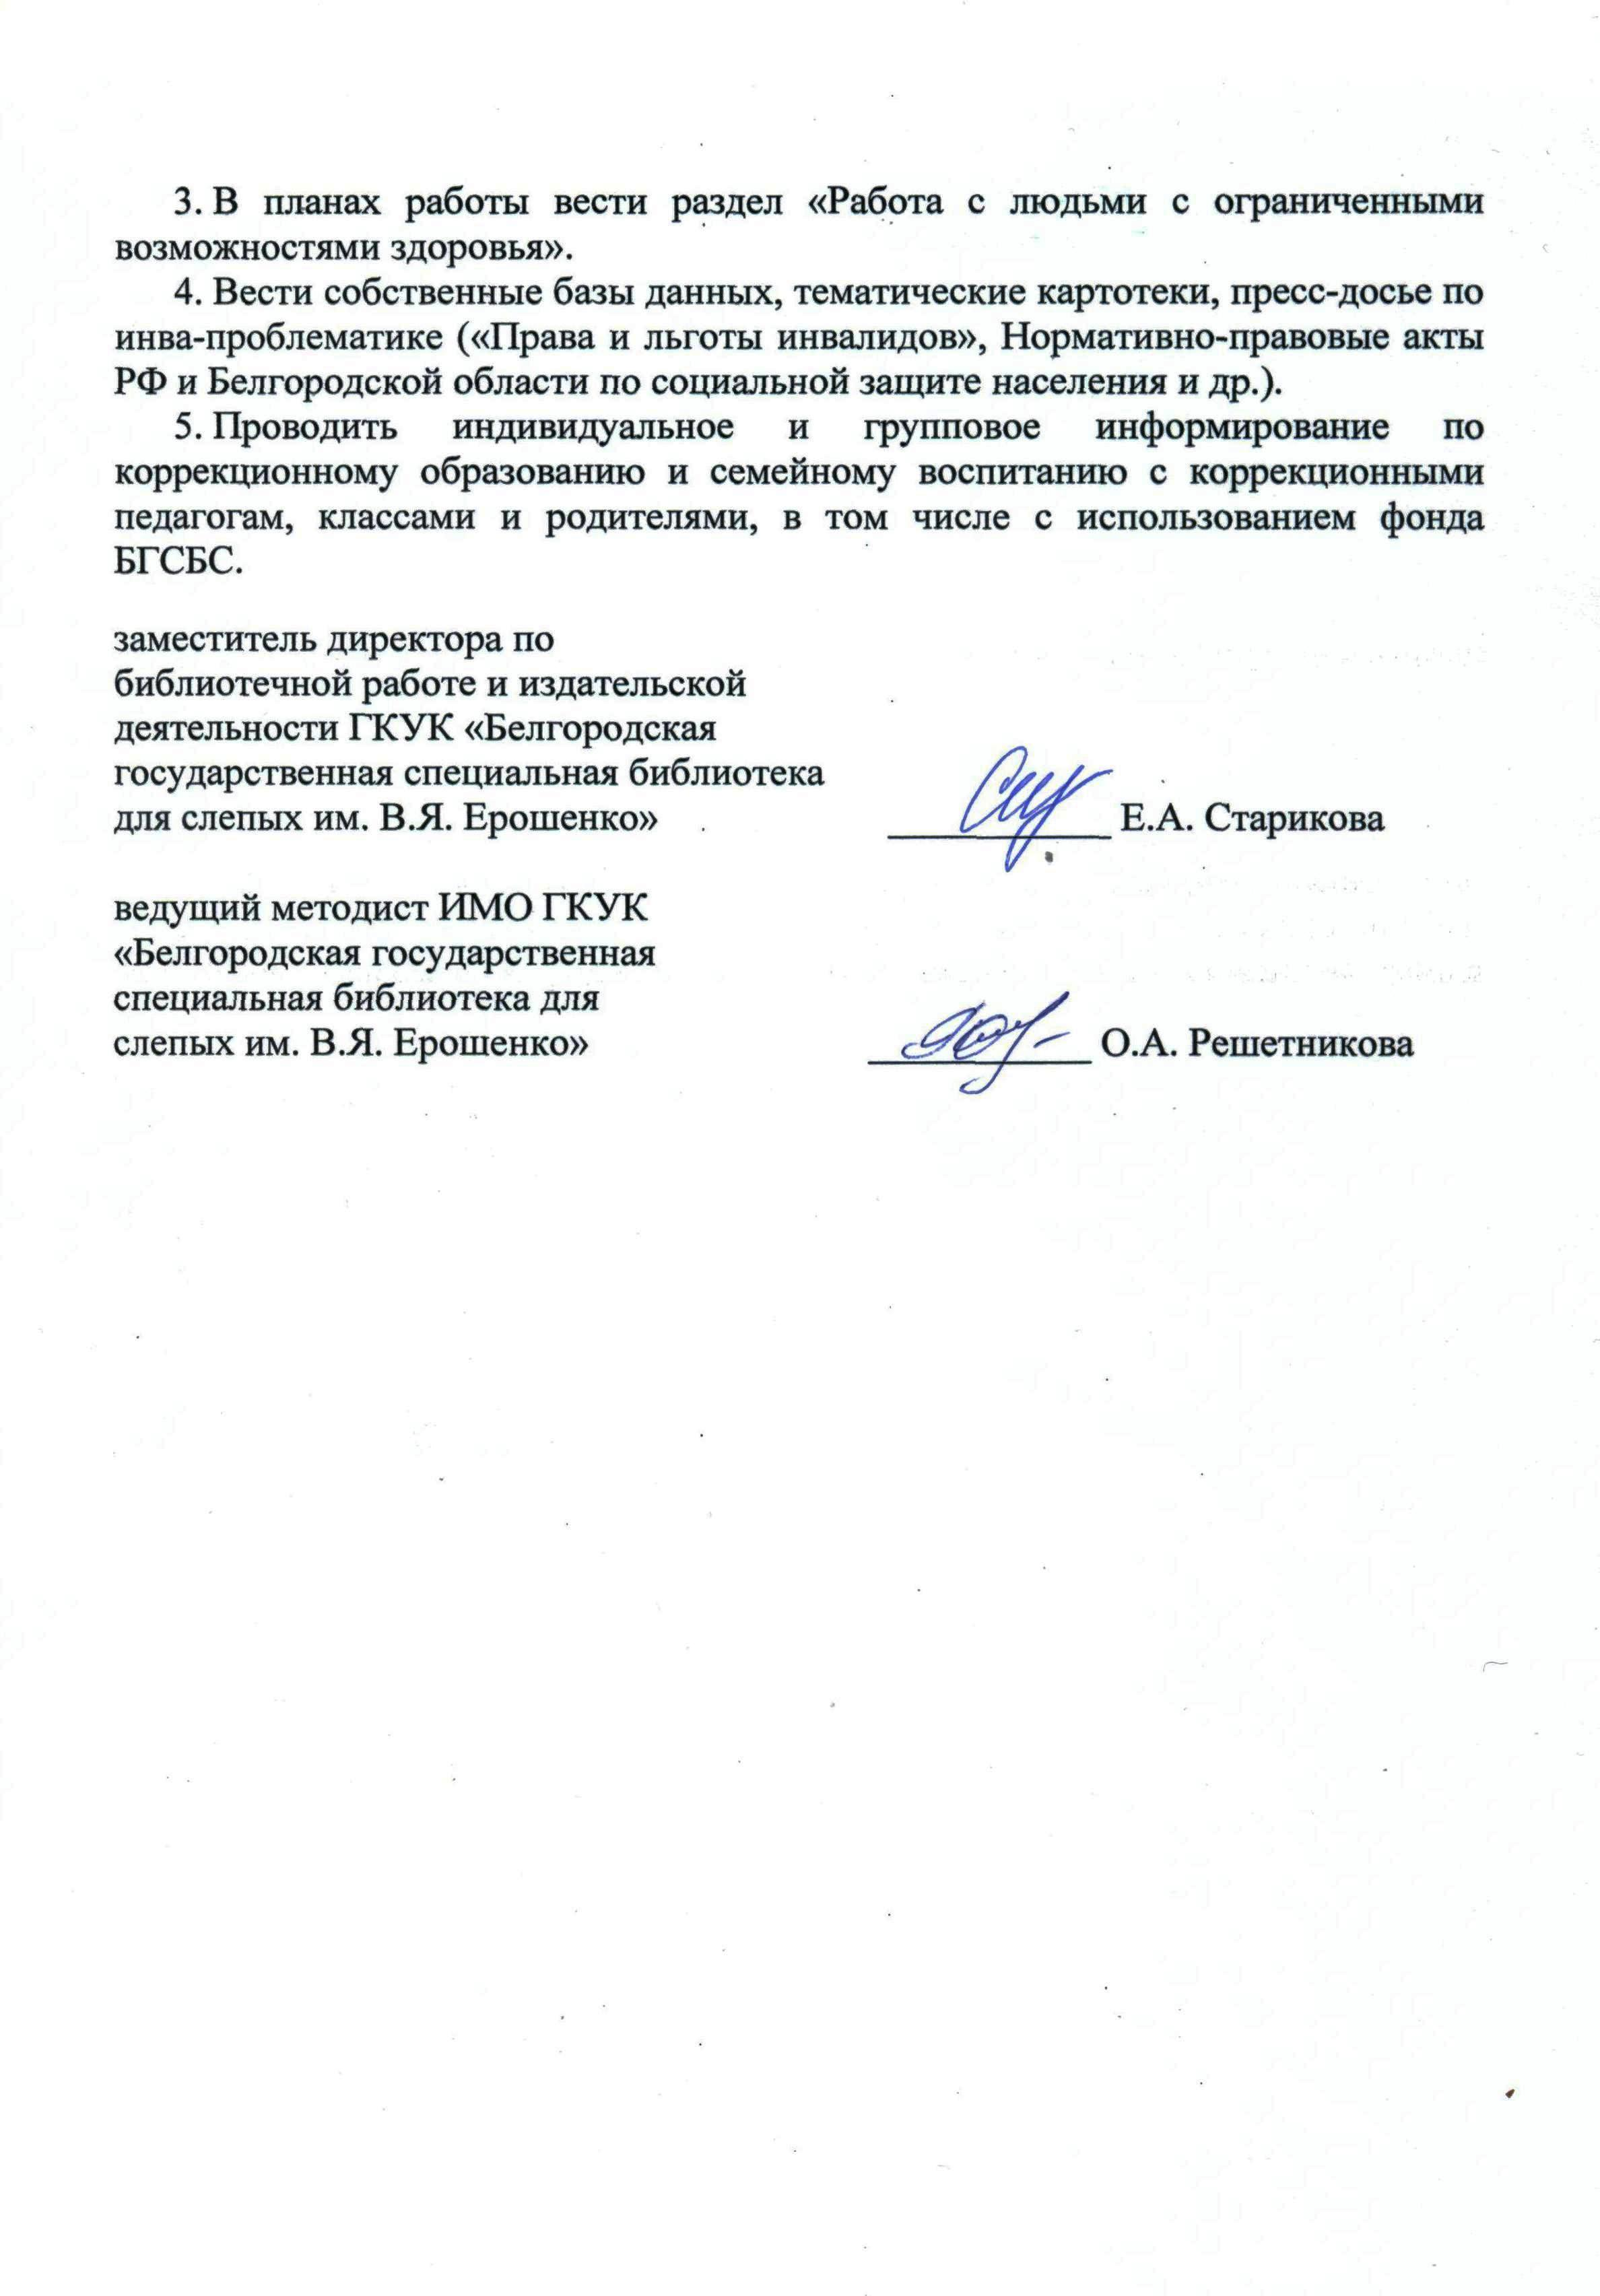 3. В планах работы вести раздел «Работа с людьми с ограниченными
возможностями здоровья».
4. Вести собственные базы данных, тематические картотеки, пресс-досье по
инва-проблематике («Права и льготы инвалидов», Нормативно-правовые акты
РФ и Белгородской области по социальной защите населения и др.).
5. Проводить индивидуальное и групповое информирование по
коррекционному образованию и семейному воспитанию с коррекционными
педагогам, классами и родителями, в том числе с использованием фонда
БГСБС.
заместитель директора по
библиотечной работе и издательской
деятельности ГКУК «Белгородская
государственная специальная библиотека
для слепых им. В.Я. Ерошенко» Е.А. Старикова
ведущий методист ИМО ГКУК
«Белгородская государственная
специальная библиотека для
слепых им. В.Я. Ерошенко» О.А. Решетникова